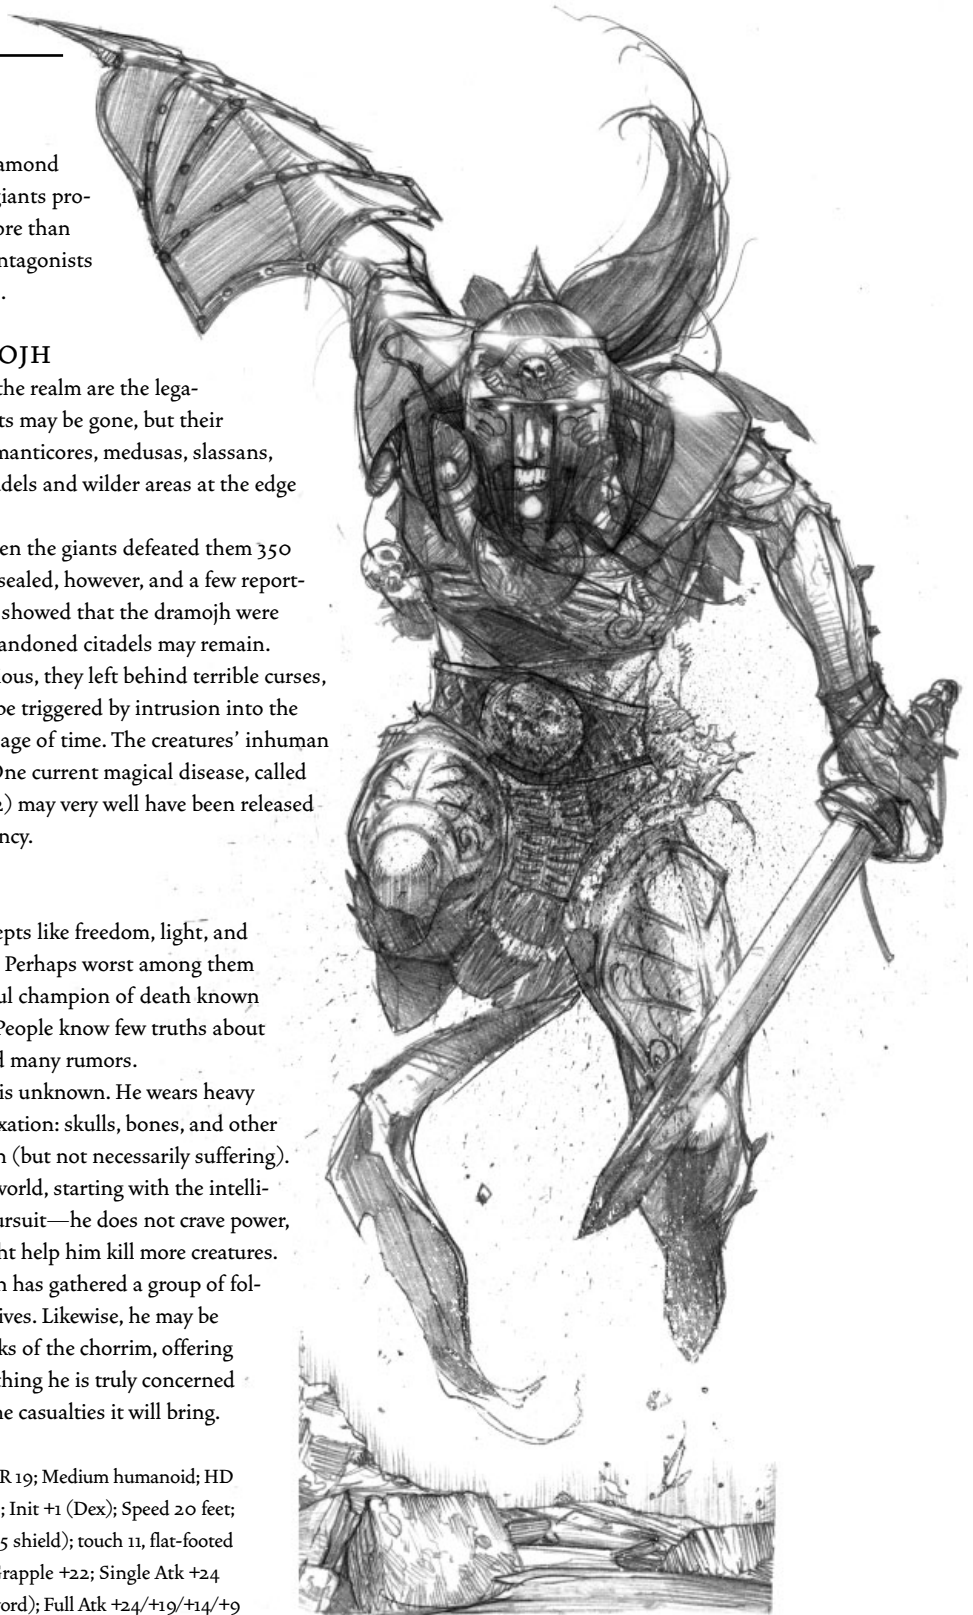 amond
giants pro-
ore than
ntagonists
.
OJH
the realm are the lega-
ts may be gone, but their
manticores, medusas, slassans,
adels and wilder areas at the edge
en the giants defeated them 350
sealed, however, and a few report-
showed that the dramojh were
andoned citadels may remain.
ious, they left behind terrible curses,
be triggered by intrusion into the
age of time. The creatures’ inhuman
One current magical disease, called
2) may very well have been released
ncy.
epts like freedom, light, and
Perhaps worst among them
ul champion of death known
People know few truths about
d many rumors.
is unknown. He wears heavy
xation: skulls, bones, and other
n (but not necessarily suffering).
world, starting with the intelli-
ursuit—he does not crave power,
ht help him kill more creatures.
n has gathered a group of fol-
ives. Likewise, he may be
ks of the chorrim, offering
thing he is truly concerned
ne casualties it will bring.
R 19; Medium humanoid; HD
; Init +1 (Dex); Speed 20 feet;
5 shield); touch 11, flat-footed
Grapple +22; Single Atk +24
ord); Full Atk +24/+19/+14/+9